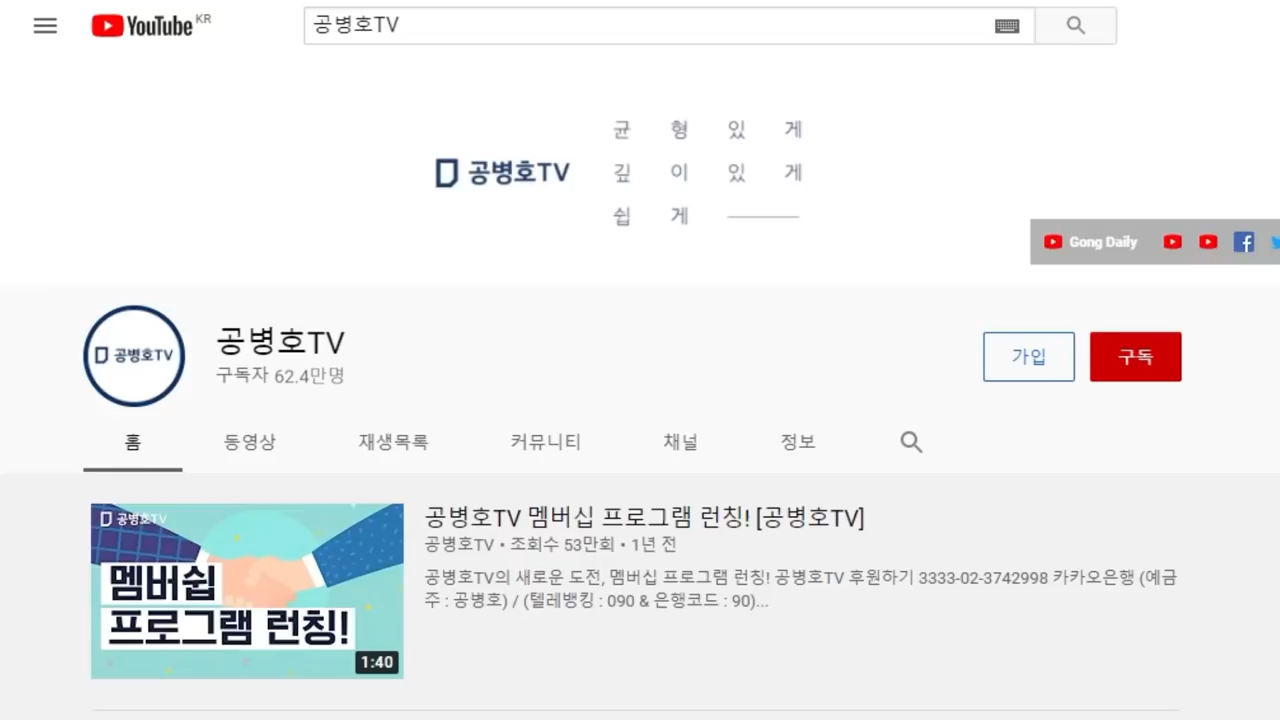 YouTube KR
공병호TV
균 형 있 게
공병호TV
깊 이 있 게
쉽 게
Gong Daily
공병호TV
공병호TV
구독자 62.4만명
가입
구독
홈
동영상
재생목록
커뮤니티
채널
정보
공병호TV
멤버쉽
프로그램 런칭!
1:40
공병호TV 멤버십 프로그램 런칭! [공병호TV]
공병호TV • 조회수 53만회 • 1년 전
공병호TV의 새로운 도전, 멤버십 프로그램 런칭! 공병호TV 후원하기 3333-02-3742998 카카오은행 (예금
주 : 공병호) / (텔레뱅킹 : 090 & 은행코드 : 90)...